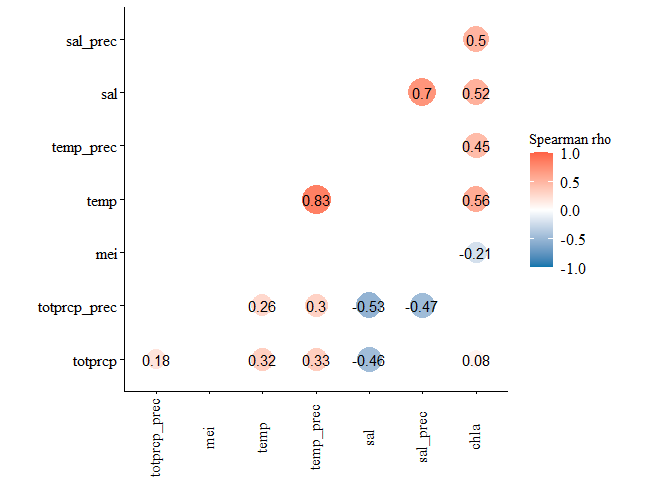 sal_prec
0.5
sal
0.7
0.52
Spearman rho
temp_prec
0.45
1.0
0.5
0.0
-0.5
-1.0
temp
0.83
0.56
mei
-0.21
totprcp_prec
0.26
0.3
-0.53
-0.47
totprcp
0.18
0.32
0.33
-0.46
0.08
totprcp_prec
mei
temp
temp_prec
sal
sal_prec
chla